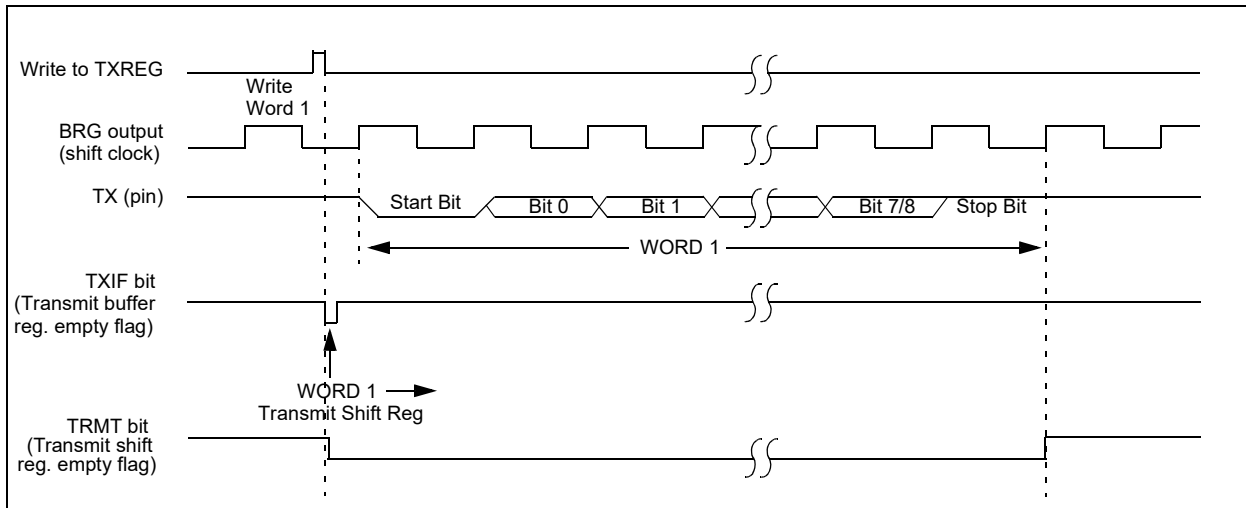 Write to TXREG
Write
Word 1
BRG output
(shift clock)
TX (pin)
Start Bit
Bit 0
Bit 1
Bit 7/8
Stop Bit
WORD 1
TXIF bit
(Transmit buffer
reg. empty flag)
WORD 1
Transmit Shift Reg
TRMT bit
(Transmit shift
reg. empty flag)